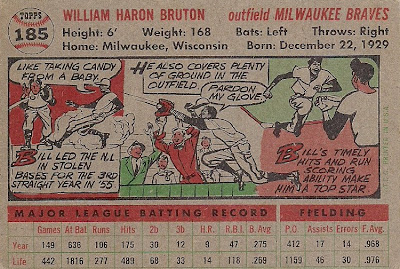 TOPPS
185
WILLIAM HARON BRUTON outfield MILWAUKEE BRAVES
Height: 6' Weight: 168 Bats: Left Throws: Right
Home: Milwaukee, Wisconsin Born: December 22, 1929
LIKE TAKING CANDY
FROM A BABY.
BILL LED THE N.L.
IN STOLEN
BASES FOR THE 3RD
STRAIGHT YEAR IN '55
HE ALSO COVERS PLENTY
OF GROUND IN THE
OUTFIELD.
PARDON
MY GLOVE.
BILL'S TIMELY
HITS AND RUN
SCORING
ABILITY MAKE
HIM A TOP STAR.
PRINTED IN U.S.A.
MAJOR LEAGUE BATTING RECORD FIELDING
Games At Bat Runs Hits 2b 3b H.R. R.B.I. B.Avg. P.O. Assists Errors F.Avg.
Year 149 636 106 175 30 12 9 47 .275 412 17 14 .968
Life 442 1816 277 489 68 40 14 118 .269 1159 46 30 .976